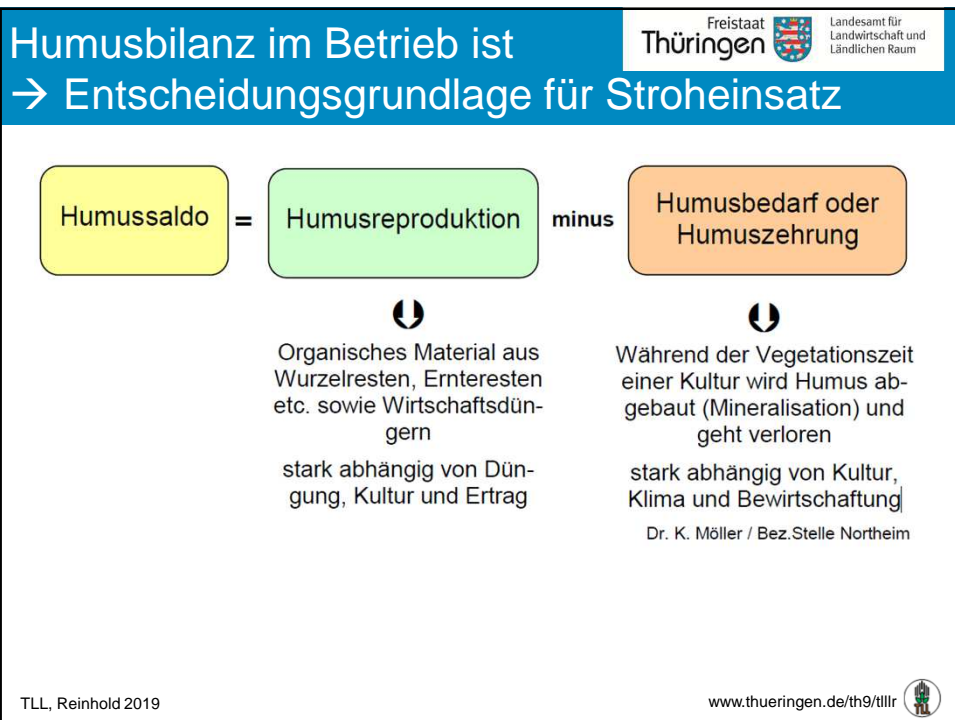 Humusbilanz im Betrieb ist
→ Entscheidungsgrundlage für Stroheinsatz
Freistaat
Thüringen
Landesamt für
Landwirtschaft und
Ländlichen Raum
Humussaldo = Humusreproduktion minus Humusbedarf oder
Humuszehrung
Organisches Material aus
Wurzelresten, Ernteresten
etc. sowie Wirtschaftsdün-
gern
stark abhängig von Dün-
gung, Kultur und Ertrag
Während der Vegetationszeit
einer Kultur wird Humus ab-
gebaut (Mineralisation) und
geht verloren
stark abhängig von Kultur,
Klima und Bewirtschaftung
Dr. K. Möller / Bez.Stelle Northeim
TLL, Reinhold 2019
www.thueringen.de/th9/tlllr
TLL